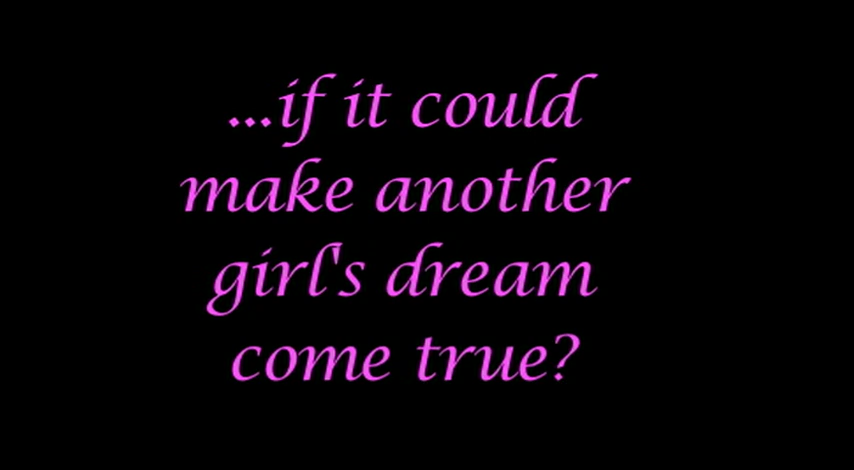 ...if it could
make another
girl's dream
come true?